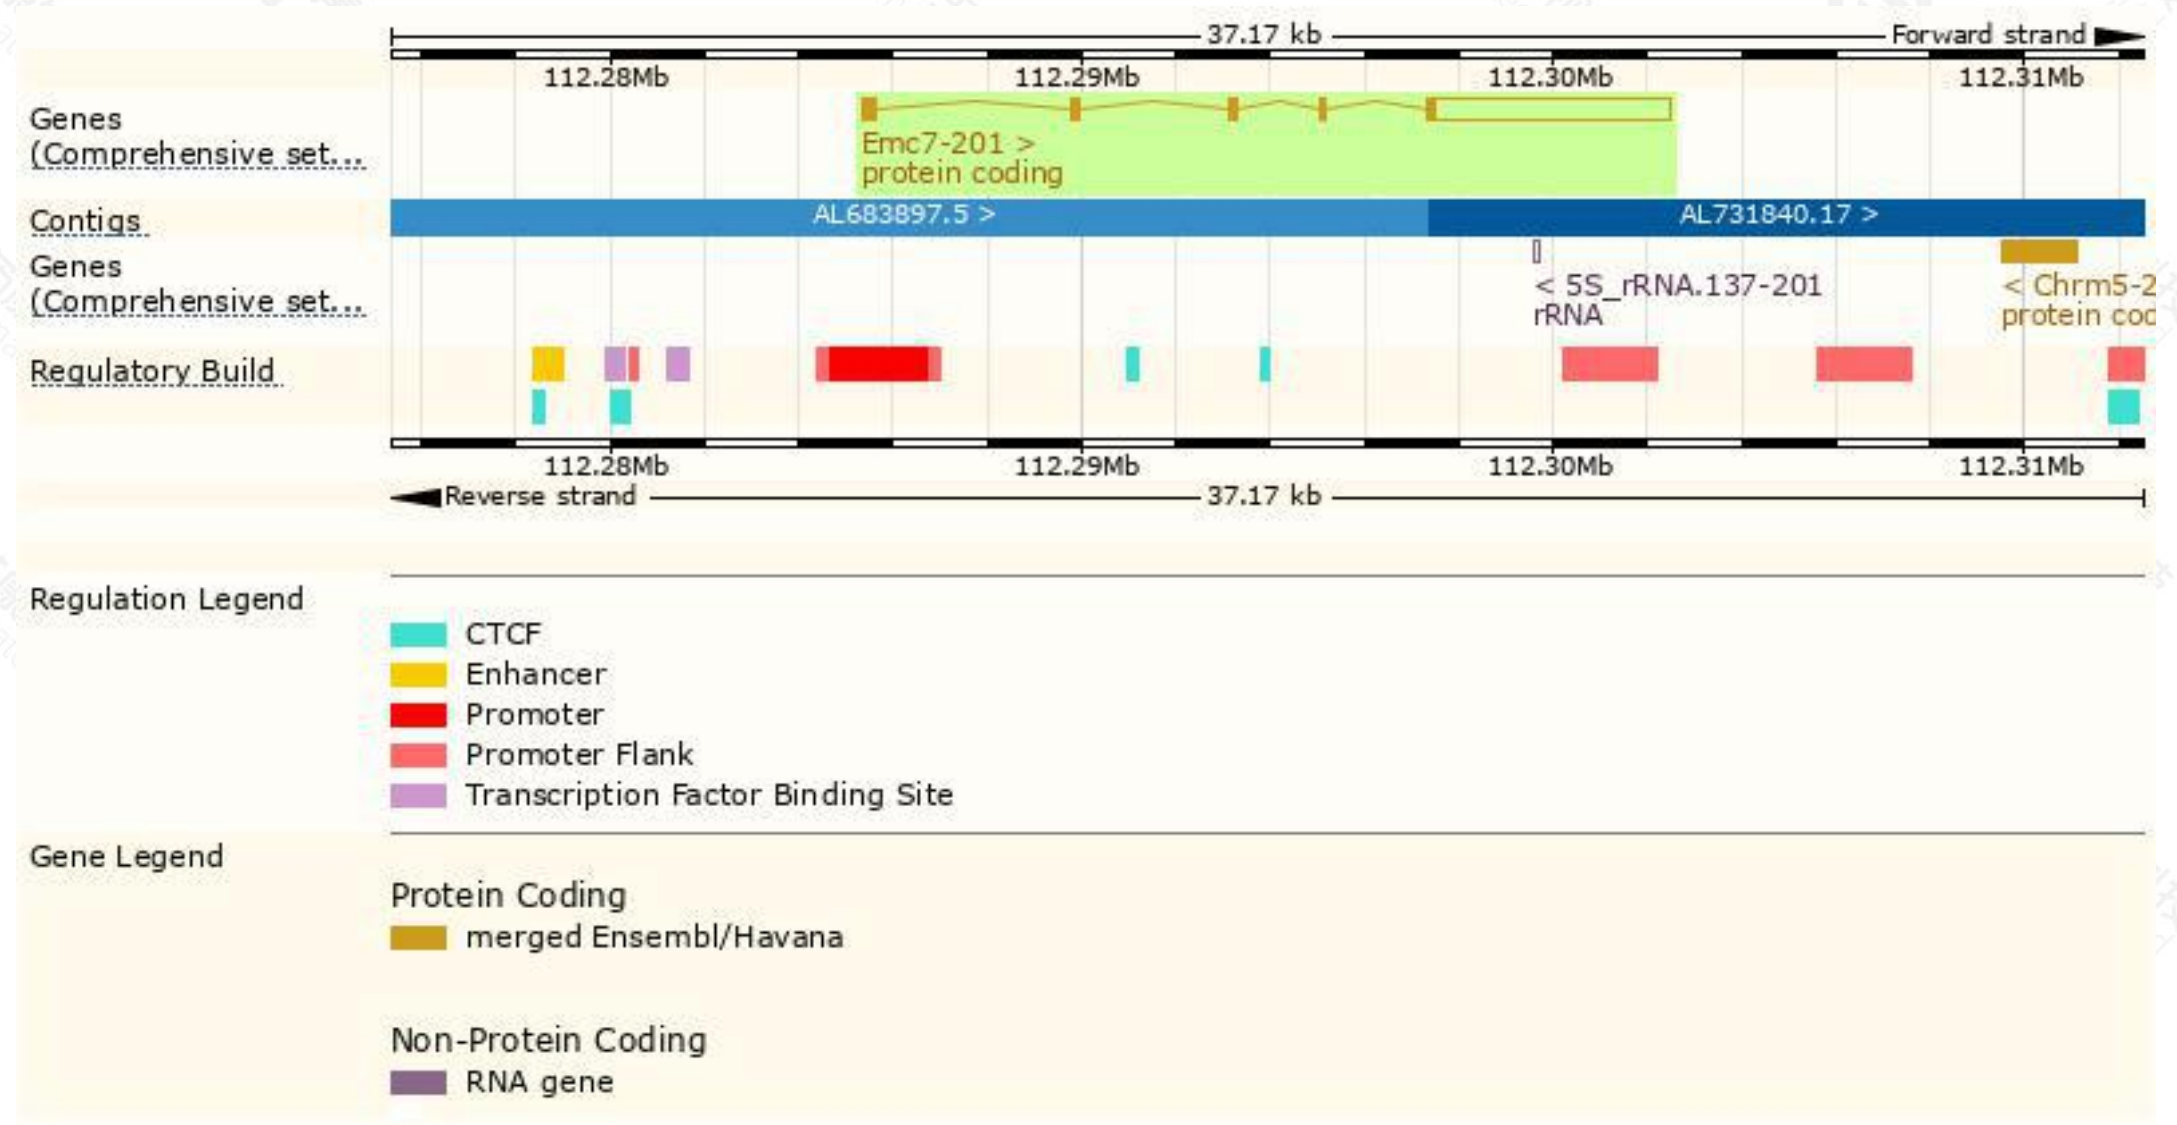 37.17 kb
Forward strand
112.28Mb 112.29Mb 112.30Mb 112.31Mb
Genes
(Comprehensive set...
Emc7-201 >
protein coding
Contigs
AL683897.5 >
AL731840.17 >
Genes
(Comprehensive set...
< 5S_rRNA.137-201
rRNA
< Chrm5-2
protein cod
Regulatory Build
112.28Mb 112.29Mb 112.30Mb 112.31Mb
Reverse strand
37.17 kb
Regulation Legend
CTCF
Enhancer
Promoter
Promoter Flank
Transcription Factor Binding Site
Gene Legend
Protein Coding
merged Ensembl/Havana
Non-Protein Coding
RNA gene